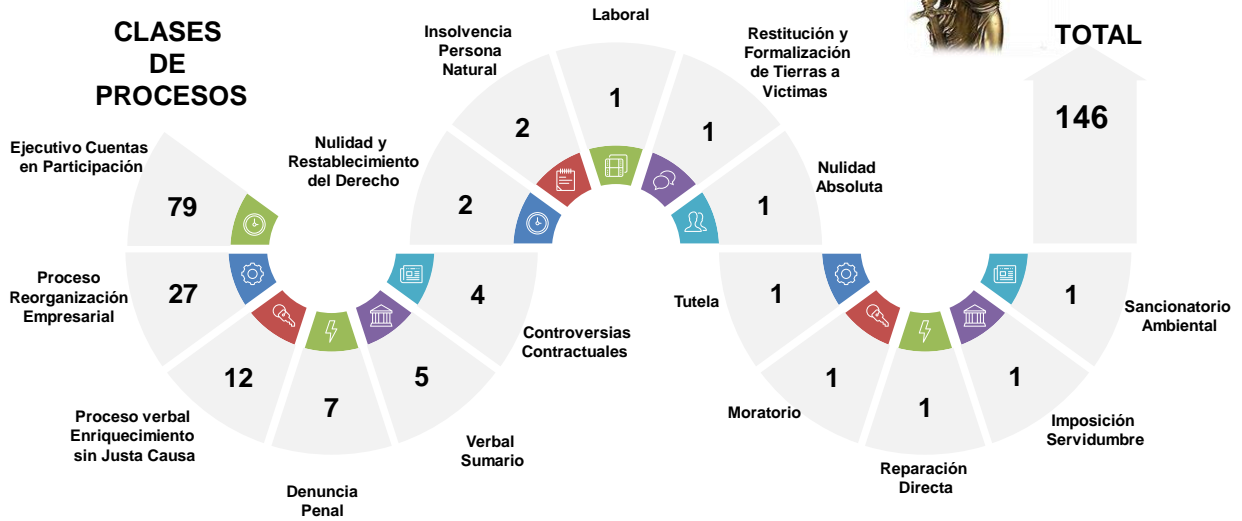 CLASES
DE
PROCESOS
Ejecutivo Cuentas
en Participación
79
Proceso
Reorganización
Empresarial
27
Proceso verbal
Enriquecimiento
sin Justa Causa
12
Denuncia
Penal
7
Verbal
Sumario
5
Controversias
Contractuales
4
Nulidad y
Restablecimiento
del Derecho
2
Insolvencia
Persona
Natural
2
Laboral
1
Restitución y
Formalización
de Tierras a
Victimas
1
Nulidad
Absoluta
1
Tutela
1
Moratorio
1
Reparación
Directa
1
Imposición
Servidumbre
1
Sancionatorio
Ambiental
1
TOTAL
146